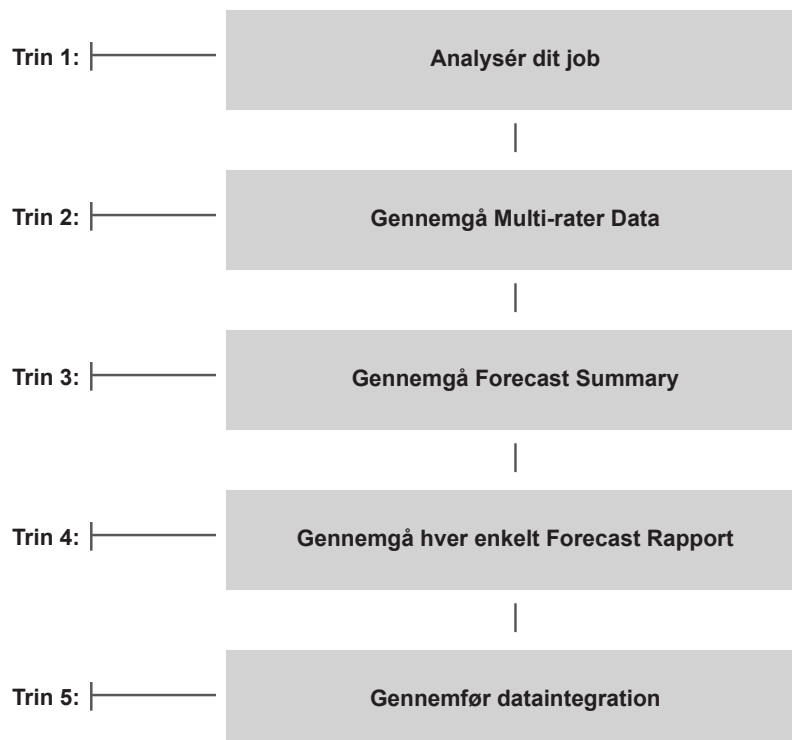 Trin 1: Analysér dit job
Trin 2: Gennemgå Multi-rater Data
Trin 3: Gennemgå Forecast Summary
Trin 4: Gennemgå hver enkelt Forecast Rapport
Trin 5: Gennemfør dataintegration